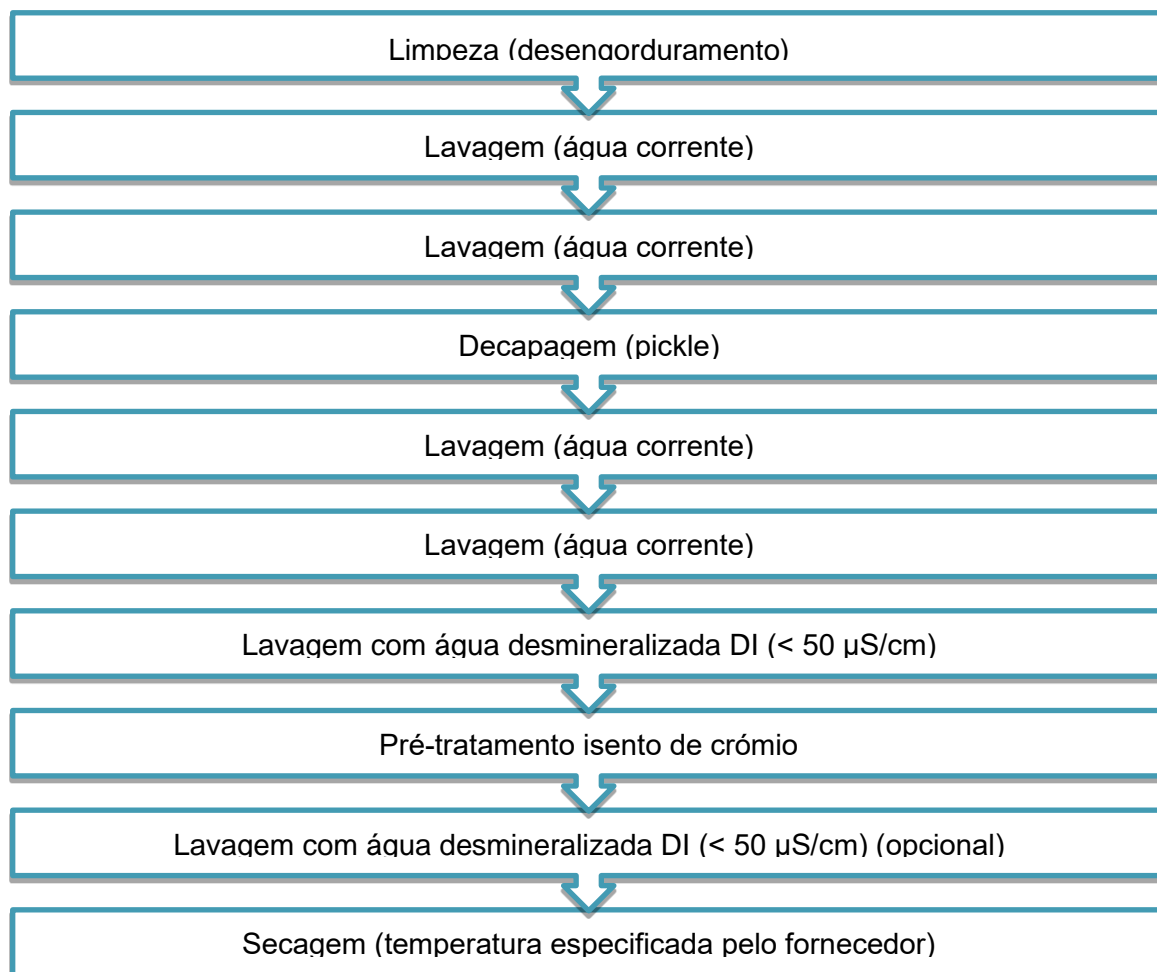 Limpeza (desengorduramento)
Lavagem (água corrente)
Lavagem (água corrente)
Decapagem (pickle)
Lavagem (água corrente)
Lavagem (água corrente)
Lavagem com água desmineralizada DI (< 50 µS/cm)
Pré-tratamento isento de crómio
Lavagem com água desmineralizada DI (< 50 µS/cm) (opcional)
Secagem (temperatura especificada pelo fornecedor)